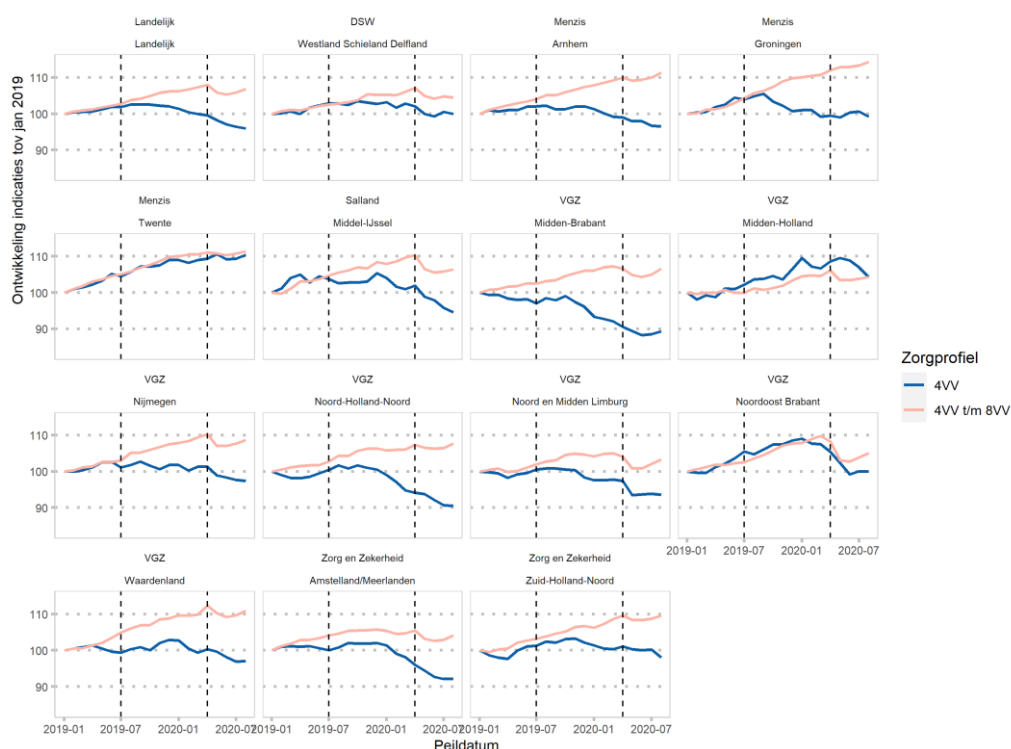 Landelijk
Landelijk
DSW
Westland Schieland Delfland
Menzis
Arnhem
Menzis
Groningen
110
100
90
Menzis
Twente
Salland
Middel-IJssel
VGZ
Midden-Brabant
VGZ
Midden-Holland
110
100
90
VGZ
Nijmegen
VGZ
Noord-Holland-Noord
VGZ
Noord en Midden Limburg
VGZ
Noordoost Brabant
110
100
90
2019-01 2019-07 2020-01 2020-07
VGZ
Waardenland
Zorg en Zekerheid
Amstelland/Meerlanden
Zorg en Zekerheid
Zuid-Holland-Noord
110
100
90
2019-01 2019-07 2020-01 2020-07
2019-01 2019-07 2020-01 2020-07
2019-01 2019-07 2020-01 2020-07
Peildatum
Ontwikkeling indicaties tov jan 2019
Zorgprofiel
4VV
4VV t/m 8VV